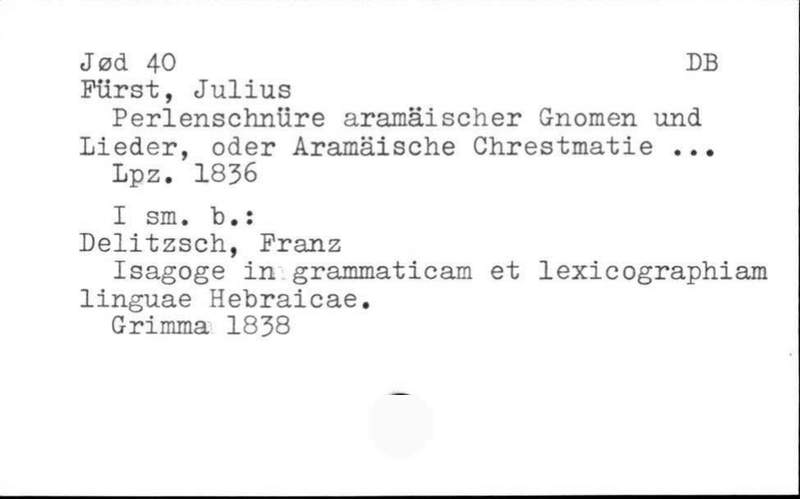 Jød 40 DB
Fürst, Julius
Perlenschnüre aramäischer Gnomen und
Lieder, oder Aramäische Chrestmatie ...
Lpz. 1836
I sm. b.:
Delitzsch, Franz
Isagoge in grammaticam et lexicographiam
linguae Hebraicae.
Grimma 1838